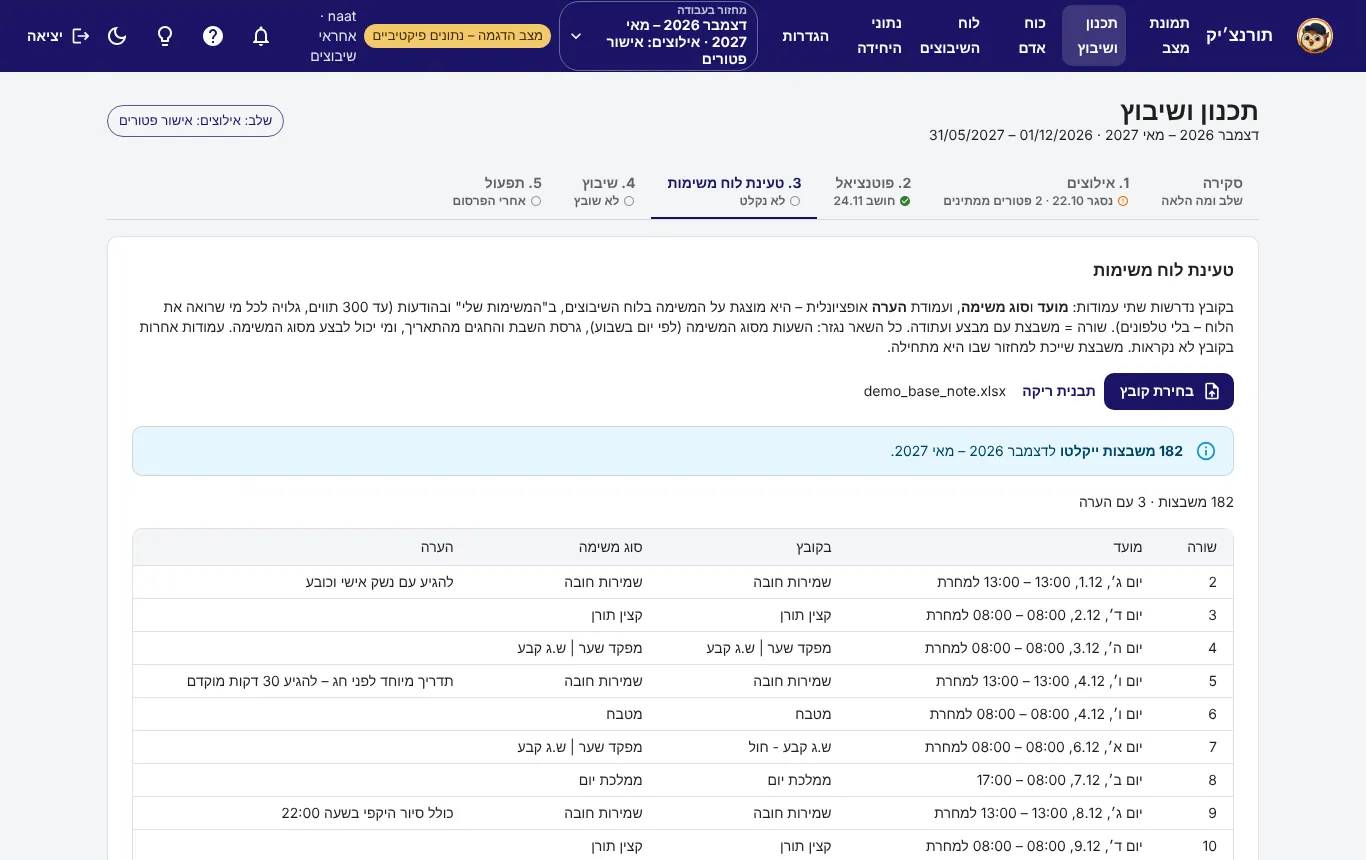 תורנצ׳יק
תמונת מצב
תכנון ושיבוץ
כוח אדם
לוח השיבוצים
נתוני היחידה
הגדרות
מחזור בעבודה
דצמבר 2026 – מאי
2027 · אילוצים: אישור
פטורים
מצב הדגמה – נתונים פיקטיביים
naat ·
אחראי
שיבוצים
יציאה
תכנון ושיבוץ
דצמבר 2026 – מאי 2027 · 01/12/2026 – 31/05/2027
שלב: אילוצים: אישור פטורים
סקירה
שלב ומה הלאה
1. אילוצים
נסגר 22.10 · 2 פטורים ממתינים
2. פוטנציאל
חושב 24.11
3. טעינת לוח משימות
לא נקלט
4. שיבוץ
לא שובץ
5. תפעול
אחרי הפרסום
טעינת לוח משימות
בקובץ נדרשות שתי עמודות: מועד וסוג משימה, ועמודת הערה אופציונלית – היא מוצגת על המשימה בלוח השיבוצים, ב"המשימות שלי" ובהודעות (עד 300 תווים, גלויה לכל מי שרואה את
הלוח – בלי טלפונים). שורה = משבצת עם מבצע ועתודה. כל השאר נגזר: השעות מסוג המשימה (לפי יום בשבוע), גרסת השבת והחגים מהתאריך, ומי יכול לבצע מסוג המשימה. עמודות אחרות
בקובץ לא נקראות. משבצת שייכת למחזור שבו היא מתחילה.
בחירת קובץ תבנית ריקה demo_base_note.xlsx
182 משבצות ייקלטו לדצמבר 2026 – מאי 2027.
182 משבצות · 3 עם הערה
שורה מועד בקובץ סוג משימה הערה
2 יום ג׳, 1.12, 13:00 – 13:00 למחרת שמירות חובה שמירות חובה להגיע עם נשק אישי וכובע
3 יום ד׳, 2.12, 08:00 – 08:00 למחרת קצין תורן קצין תורן
4 יום ה׳, 3.12, 08:00 – 08:00 למחרת מפקד שער | ש.ג קבע מפקד שער | ש.ג קבע
5 יום ו׳, 4.12, 13:00 – 13:00 למחרת שמירות חובה שמירות חובה תדריך מיוחד לפני חג – להגיע 30 דקות מוקדם
6 יום ו׳, 4.12, 08:00 – 08:00 למחרת מטבח מטבח
7 יום א׳, 6.12, 08:00 – 08:00 למחרת ש.ג קבע - חול מפקד שער | ש.ג קבע
8 יום ב׳, 7.12, 08:00 – 17:00 ממלכת יום ממלכת יום
9 יום ג׳, 8.12, 13:00 – 13:00 למחרת שמירות חובה שמירות חובה כולל סיור היקפי בשעה 22:00
10 יום ד׳, 9.12, 08:00 – 08:00 למחרת קצין תורן קצין תורן